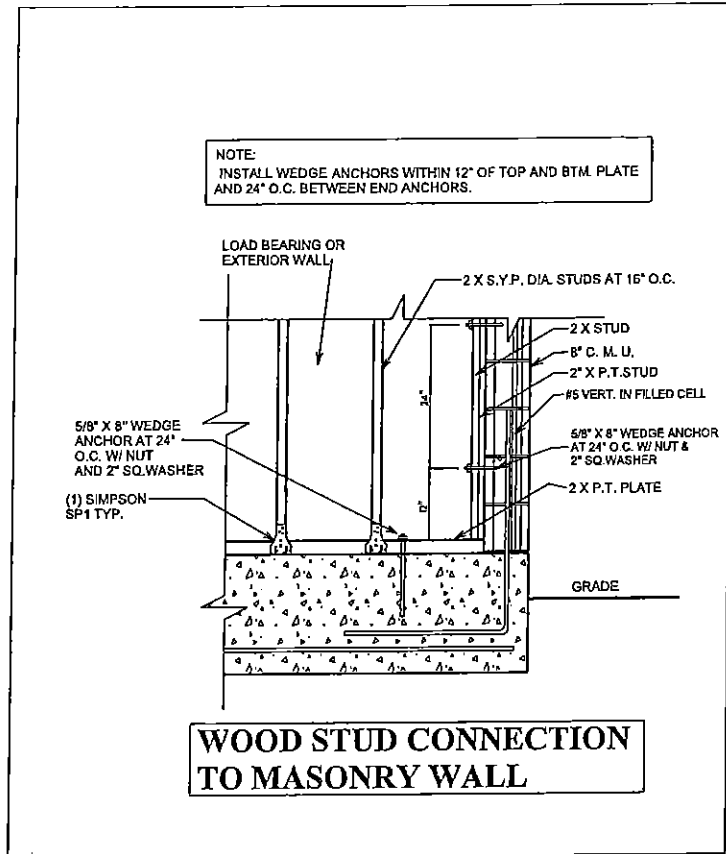 NOTE:
INSTALL WEDGE ANCHORS WITHIN 12" OF TOP AND BTM. PLATE
AND 24" O.C. BETWEEN END ANCHORS.
LOAD BEARING OR
EXTERIOR WALL
2 X S.Y.P. DIA. STUDS AT 16" O.C.
2 X STUD
8" C. M. U.
2" X P.T. STUD
#5 VERT. IN FILLED CELL
5/8" X 8" WEDGE ANCHOR
AT 24" O.C. W/ NUT &
2" SQ.WASHER
2 X P.T. PLATE
5/8" X 8" WEDGE
ANCHOR AT 24"
O.C. W/ NUT
AND 2" SQ.WASHER
(1) SIMPSON
SP1 TYP.
24"
12"
GRADE
WOOD STUD CONNECTION
TO MASONRY WALL